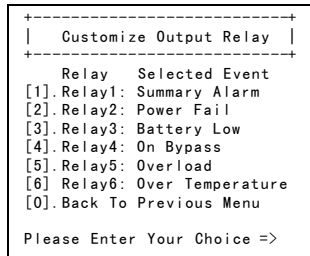 +----------------------------+
|   Customize Output Relay   |
+----------------------------+
    Relay   Selected Event
[1].Relay1: Summary Alarm
[2].Relay2: Power Fail
[3].Relay3: Battery Low
[4].Relay4: On Bypass
[5].Relay5: Overload
[6] Relay6: Over Temperature
[0].Back To Previous Menu
Please Enter Your Choice =>